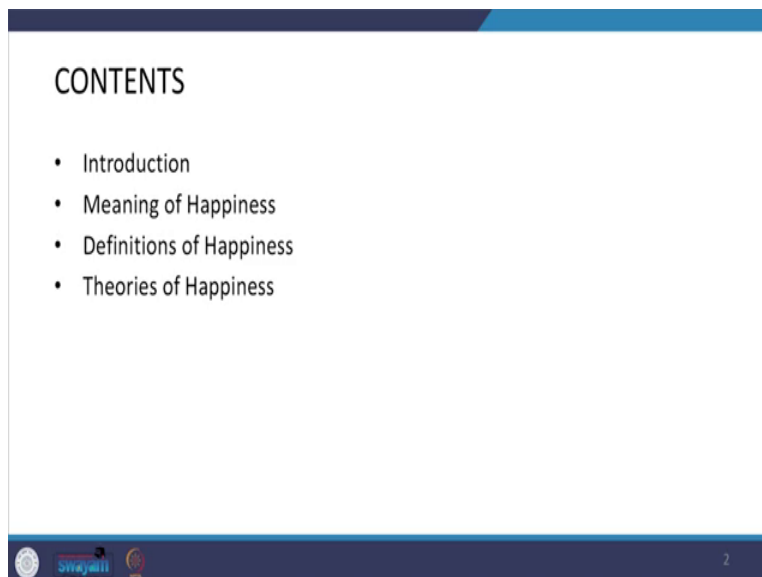 CONTENTS
• Introduction
• Meaning of Happiness
• Definitions of Happiness
• Theories of Happiness
swayam
2